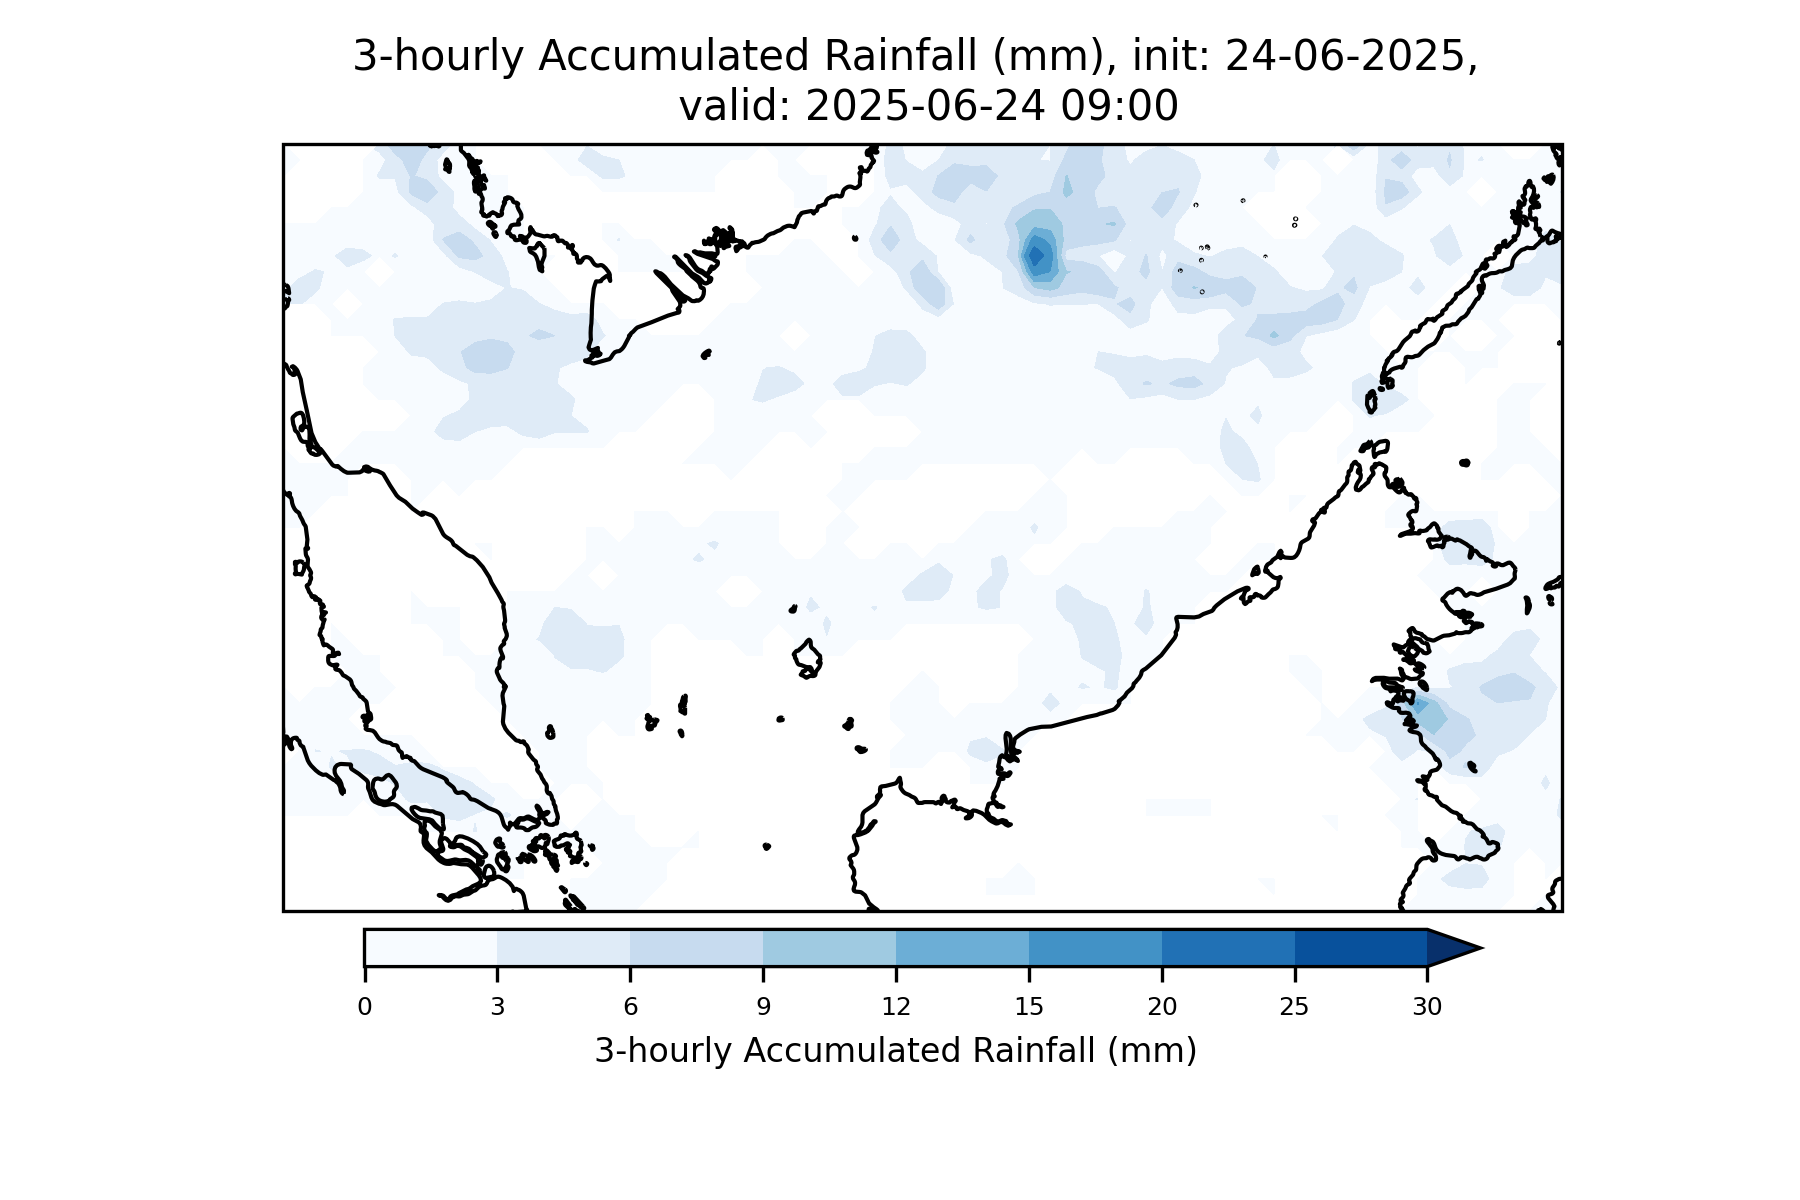 3-hourly Accumulated Rainfall (mm), init: 24-06-2025,
valid: 2025-06-24 09:00
0 3 6 9 12 15 20 25 30
3-hourly Accumulated Rainfall (mm)